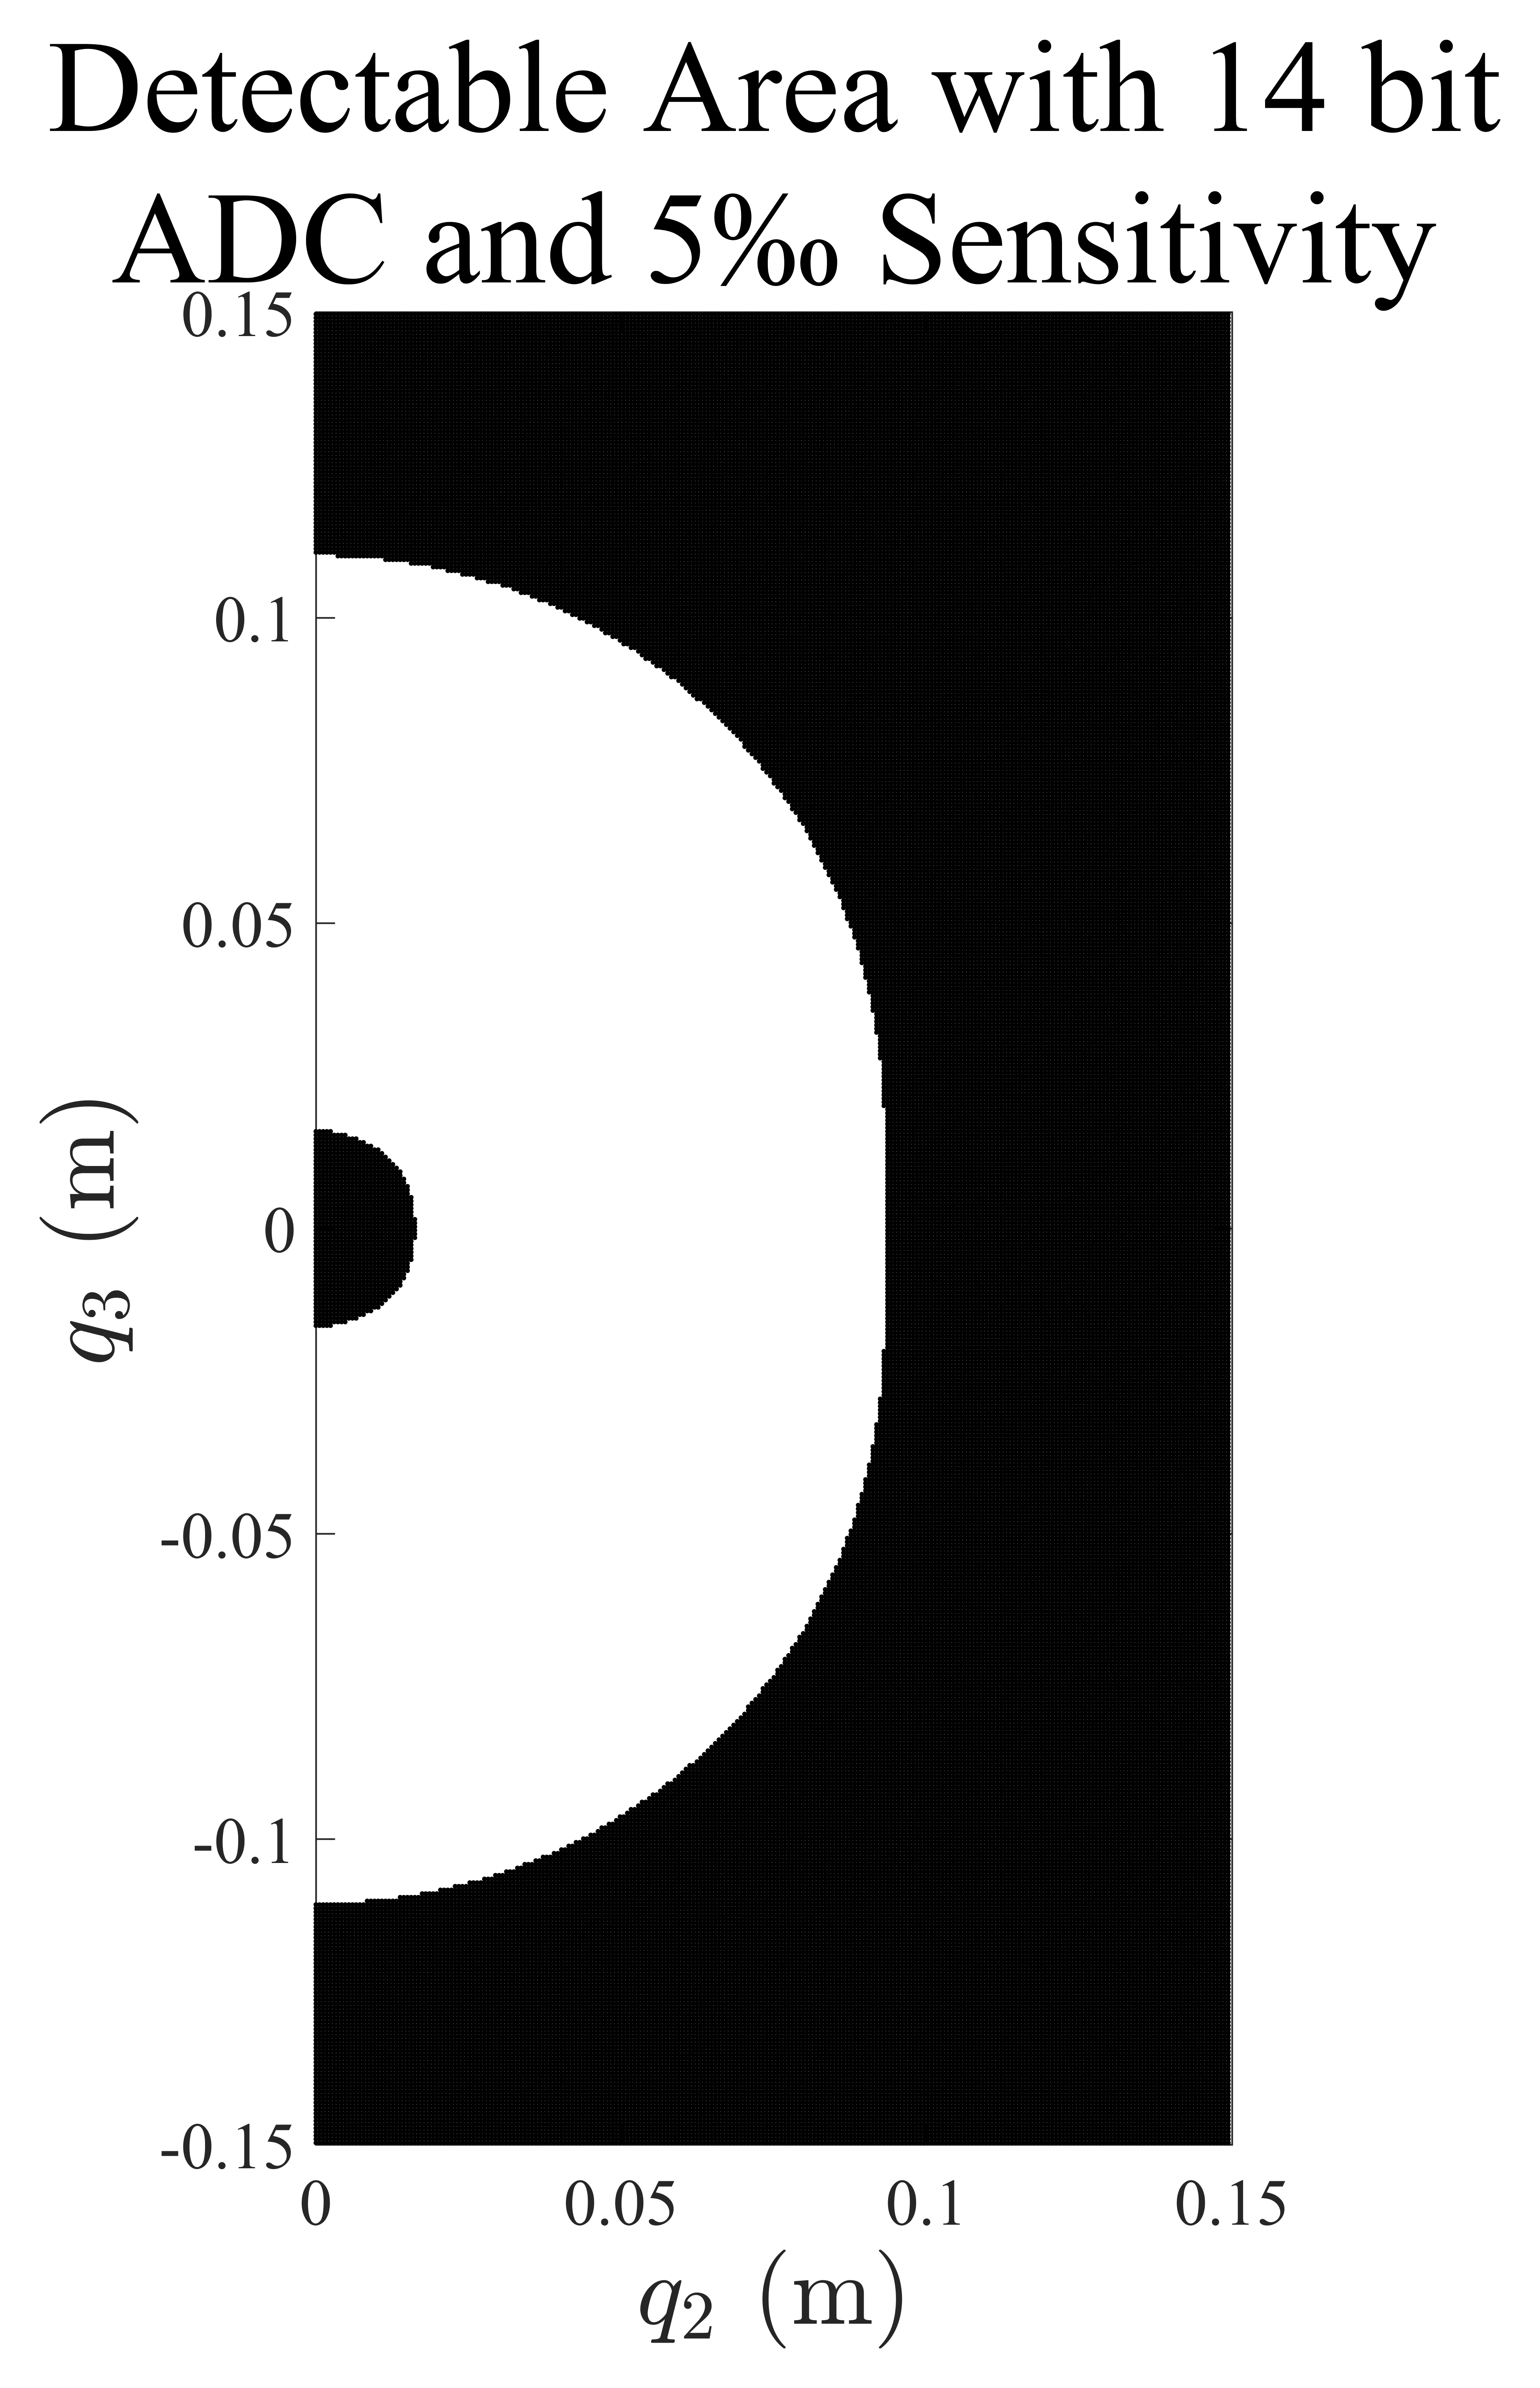 Detectable Area with 14 bit
ADC and 5‰ Sensitivity
0.15
0.1
0.05
0
-0.05
-0.1
-0.15
q₃ (m)
0 0.05 0.1 0.15
q₂ (m)